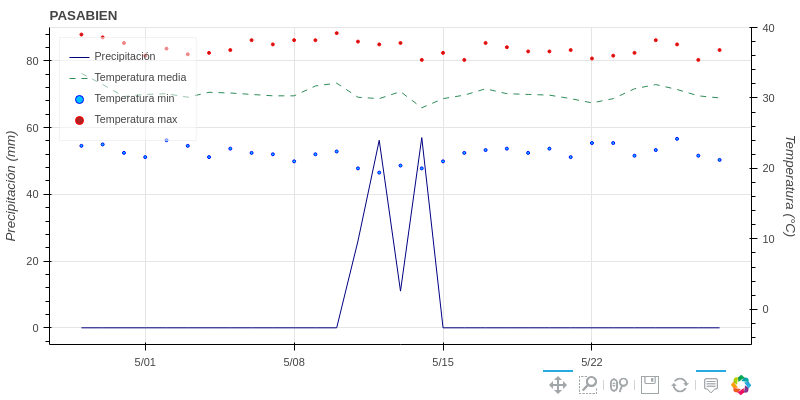 PASABIEN
Precipitación
Temperatura media
Temperatura min
Temperatura max
Precipitación (mm)
80
60
40
20
0
Temperatura (°C)
40
30
20
10
0
5/01
5/08
5/15
5/22